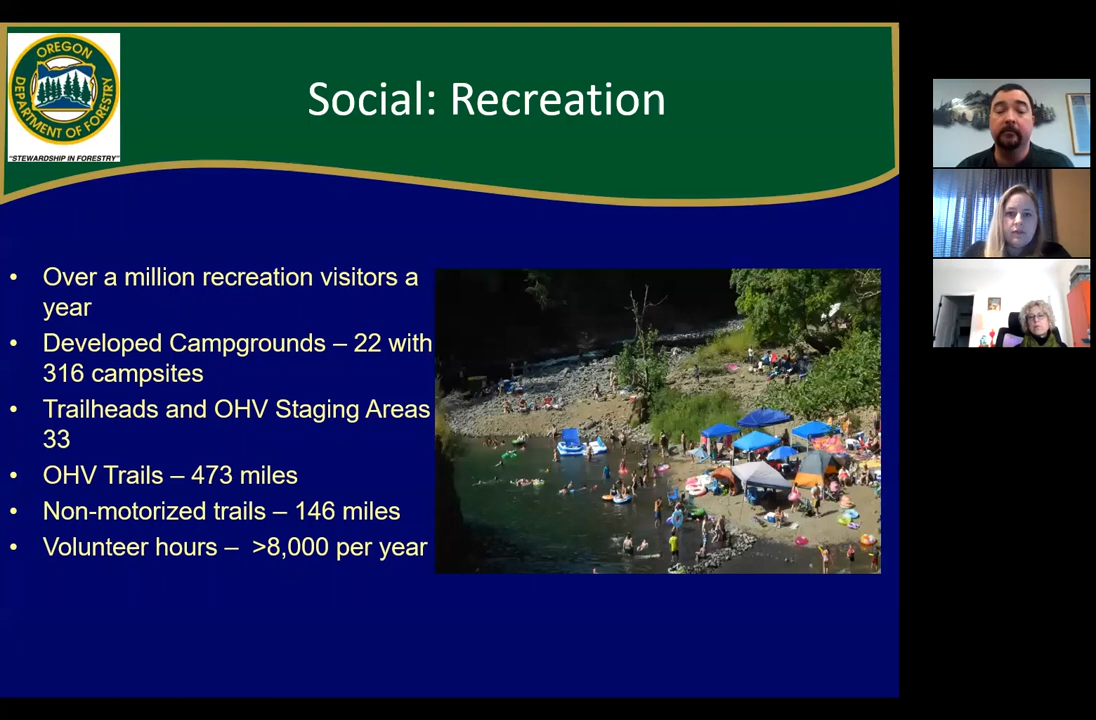 OREGON
DEPARTMENT OF FORESTRY
"STEWARDSHIP IN FORESTRY"
Social: Recreation
• Over a million recreation visitors a
year
• Developed Campgrounds – 22 with
316 campsites
• Trailheads and OHV Staging Areas
33
• OHV Trails – 473 miles
• Non-motorized trails – 146 miles
• Volunteer hours – >8,000 per year